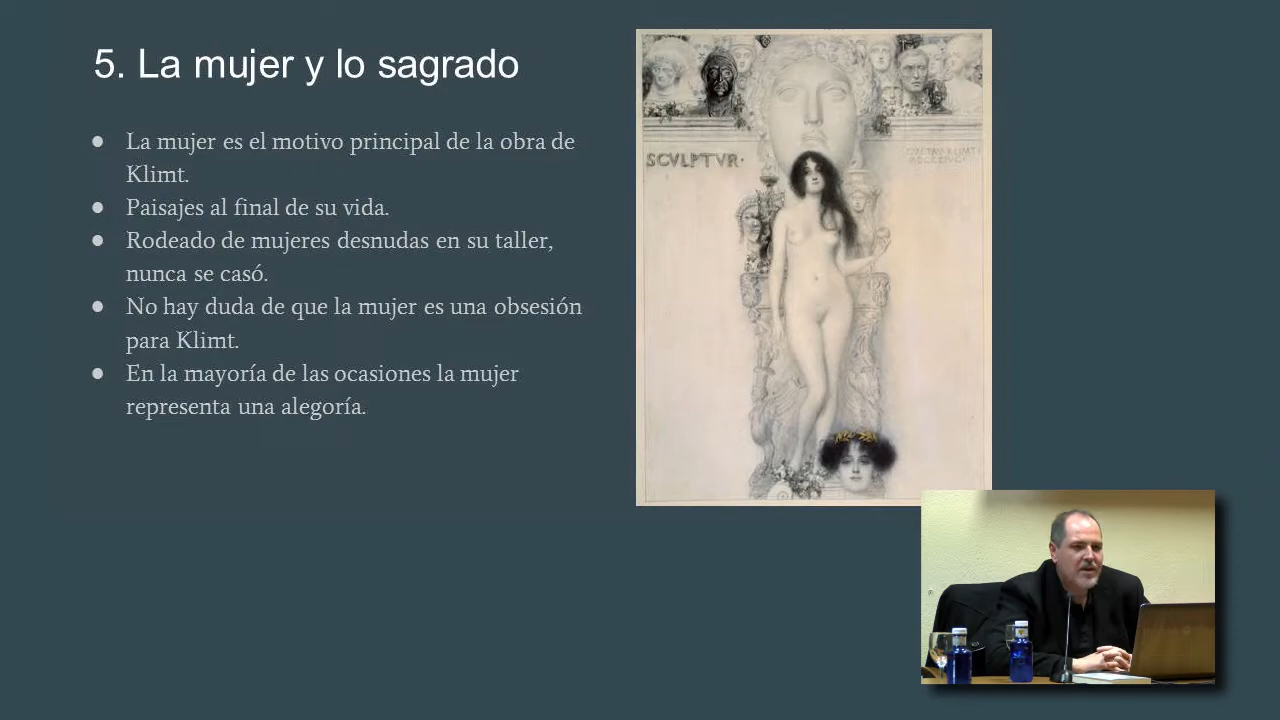 5. La mujer y lo sagrado
● La mujer es el motivo principal de la obra de
Klimt.
● Paisajes al final de su vida.
● Rodeado de mujeres desnudas en su taller,
nunca se casó.
● No hay duda de que la mujer es una obsesión
para Klimt.
● En la mayoría de las ocasiones la mujer
representa una alegoría.
SCVLPTVR·